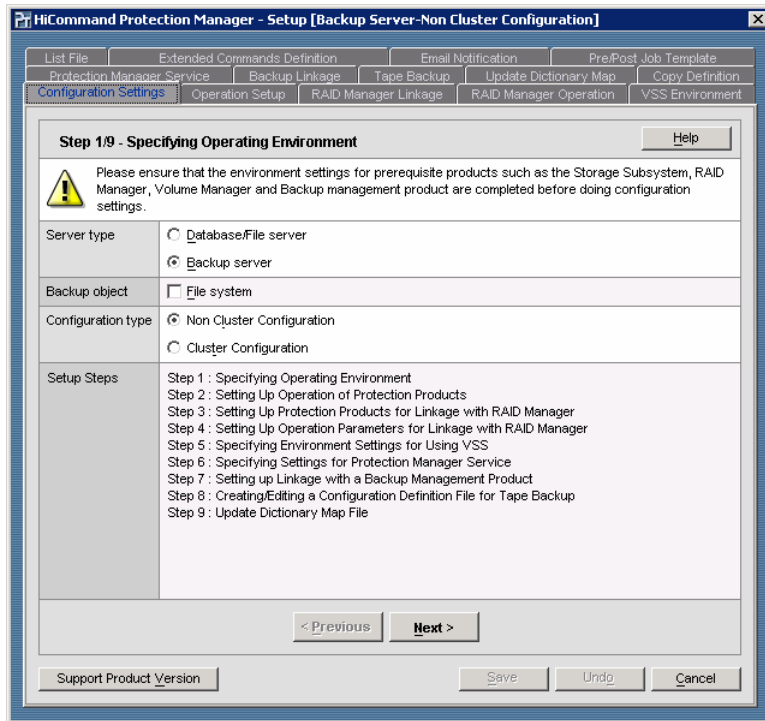 HiCommand Protection Manager - Setup [Backup Server-Non Cluster Configuration]
List File
Extended Commands Definition
Email Notification
Pre/Post Job Template
Protection Manager Service
Backup Linkage
Tape Backup
Update Dictionary Map
Copy Definition
Configuration Settings
Operation Setup
RAID Manager Linkage
RAID Manager Operation
VSS Environment
Step 1/9 - Specifying Operating Environment
Help
Please ensure that the environment settings for prerequisite products such as the Storage Subsystem, RAID
Manager, Volume Manager and Backup management product are completed before doing configuration
settings.
Server type
Database/File server
Backup server
Backup object
File system
Configuration type
Non Cluster Configuration
Cluster Configuration
Setup Steps
Step 1 : Specifying Operating Environment
Step 2 : Setting Up Operation of Protection Products
Step 3 : Setting Up Protection Products for Linkage with RAID Manager
Step 4 : Setting Up Operation Parameters for Linkage with RAID Manager
Step 5 : Specifying Environment Settings for Using VSS
Step 6 : Specifying Settings for Protection Manager Service
Step 7 : Setting up Linkage with a Backup Management Product
Step 8 : Creating/Editing a Configuration Definition File for Tape Backup
Step 9 : Update Dictionary Map File
< Previous
Next >
Support Product Version
Save
Undo
Cancel